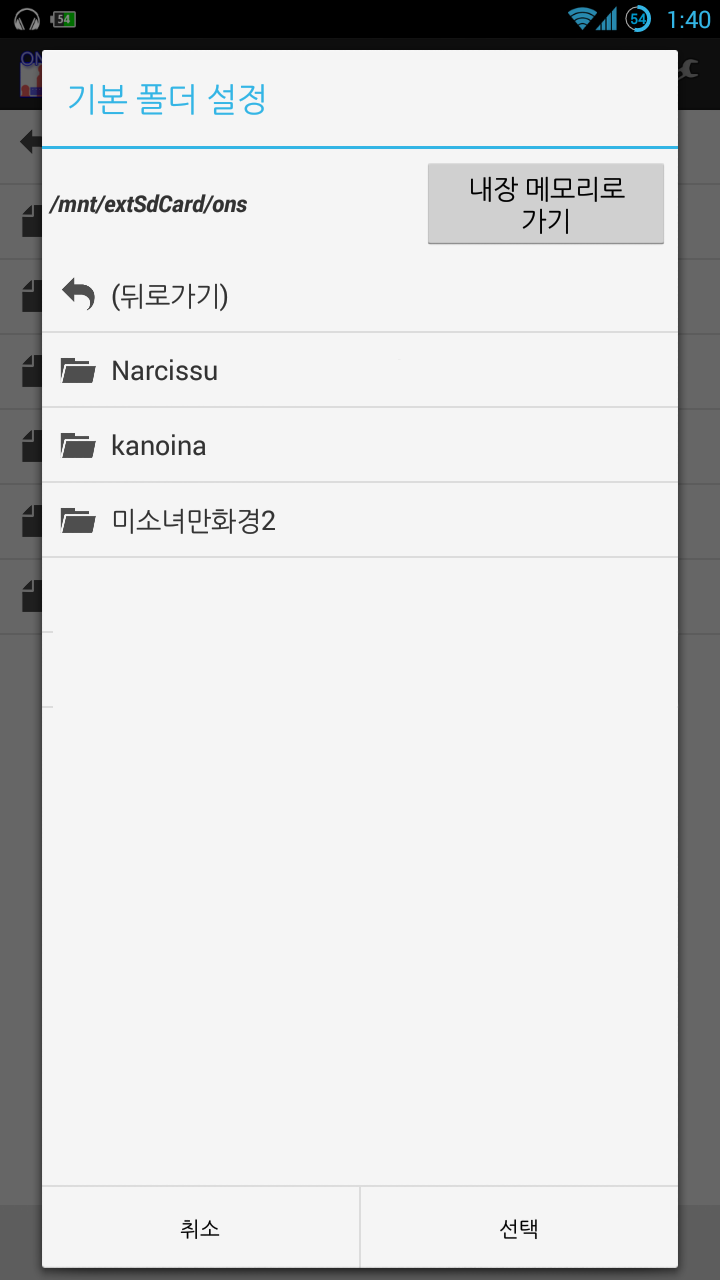 54
54
1:40
ON
기본 폴더 설정
/mnt/extSdCard/ons
내장 메모리로
가기
(뒤로가기)
Narcissu
kanoina
미소녀만화경2
취소
선택